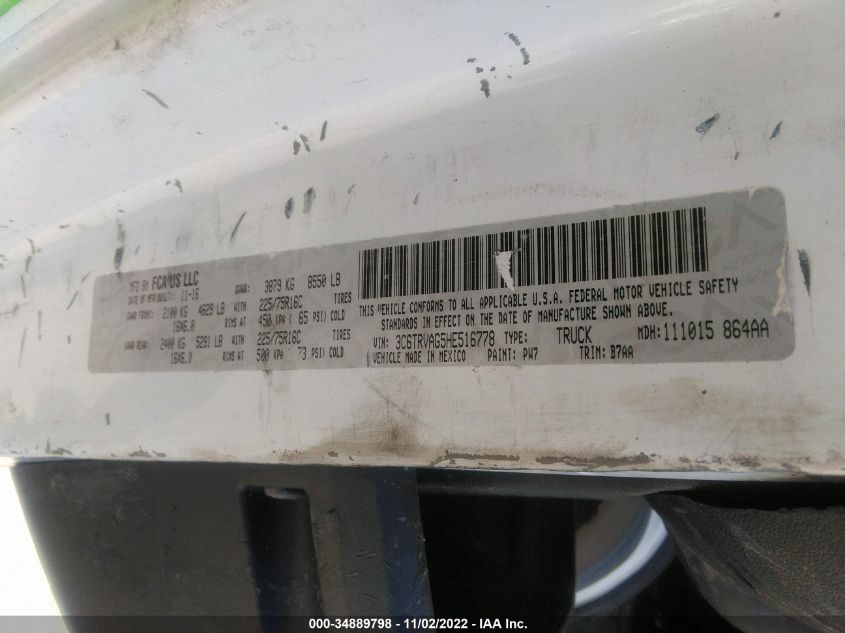 MFD BY FCA US LLC GVWR: 3879 KG 8550 LB
DATE OF MFR/BUILT: 11-16
GAWR FRONT: 2100 KG 4629 LB WITH 225/75R16C TIRES
16X6.0 RIMS AT 450 KPA ( 65 PSI) COLD
GAWR REAR: 2400 KG 5291 LB WITH 225/75R16C TIRES
16X6.0 RIMS AT 500 KPA ( 73 PSI) COLD
THIS VEHICLE CONFORMS TO ALL APPLICABLE U.S.A. FEDERAL MOTOR VEHICLE SAFETY
STANDARDS IN EFFECT ON THE DATE OF MANUFACTURE SHOWN ABOVE.
VIN: 3C6TRVAG5HE516778 TYPE: TRUCK MDH: 111015 864AA
VEHICLE MADE IN MEXICO PAINT: PW7 TRIM: B7AA
000-34889798 - 11/02/2022 - IAA Inc.